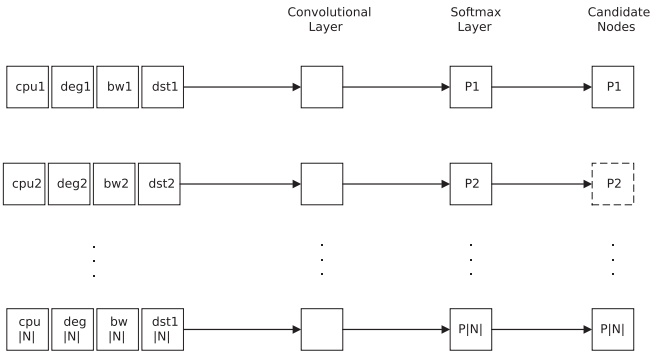 Convolutional Softmax Candidate
Layer Layer Nodes
cpu1 deg1 bw1 dst1 P1 P1
cpu2 deg2 bw2 dst2 P2 P2
cpu deg bw dst1 P|N| P|N|
|N| |N| |N| |N|